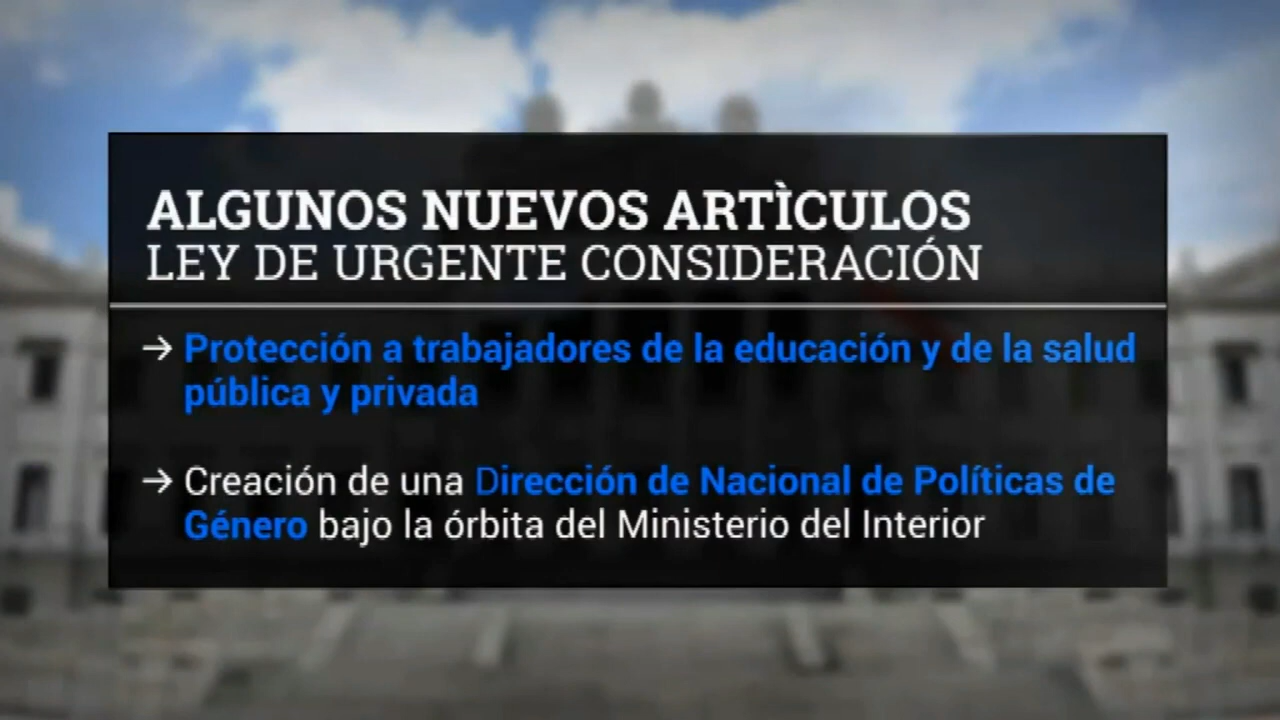 ALGUNOS NUEVOS ARTÌCULOS
LEY DE URGENTE CONSIDERACIÓN
→ Protección a trabajadores de la educación y de la salud
pública y privada
→ Creación de una Dirección de Nacional de Políticas de
Género bajo la órbita del Ministerio del Interior